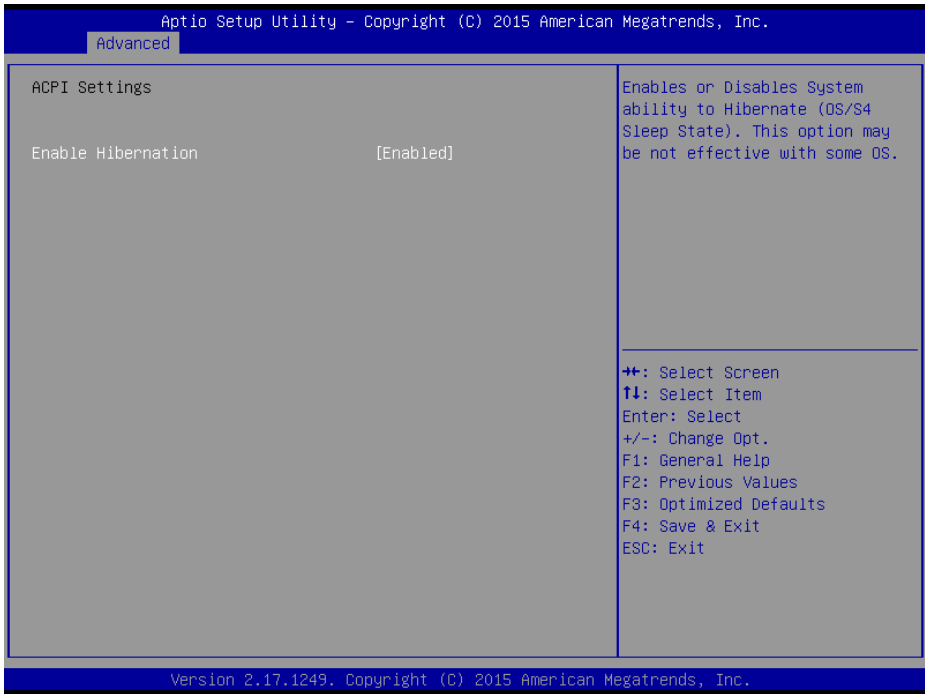 Aptio Setup Utility – Copyright (C) 2015 American Megatrends, Inc.
Advanced
ACPI Settings
Enable Hibernation [Enabled]
Enables or Disables System
ability to Hibernate (OS/S4
Sleep State). This option may
be not effective with some OS.
→←: Select Screen
↑↓: Select Item
Enter: Select
+/-: Change Opt.
F1: General Help
F2: Previous Values
F3: Optimized Defaults
F4: Save & Exit
ESC: Exit
Version 2.17.1249. Copyright (C) 2015 American Megatrends, Inc.